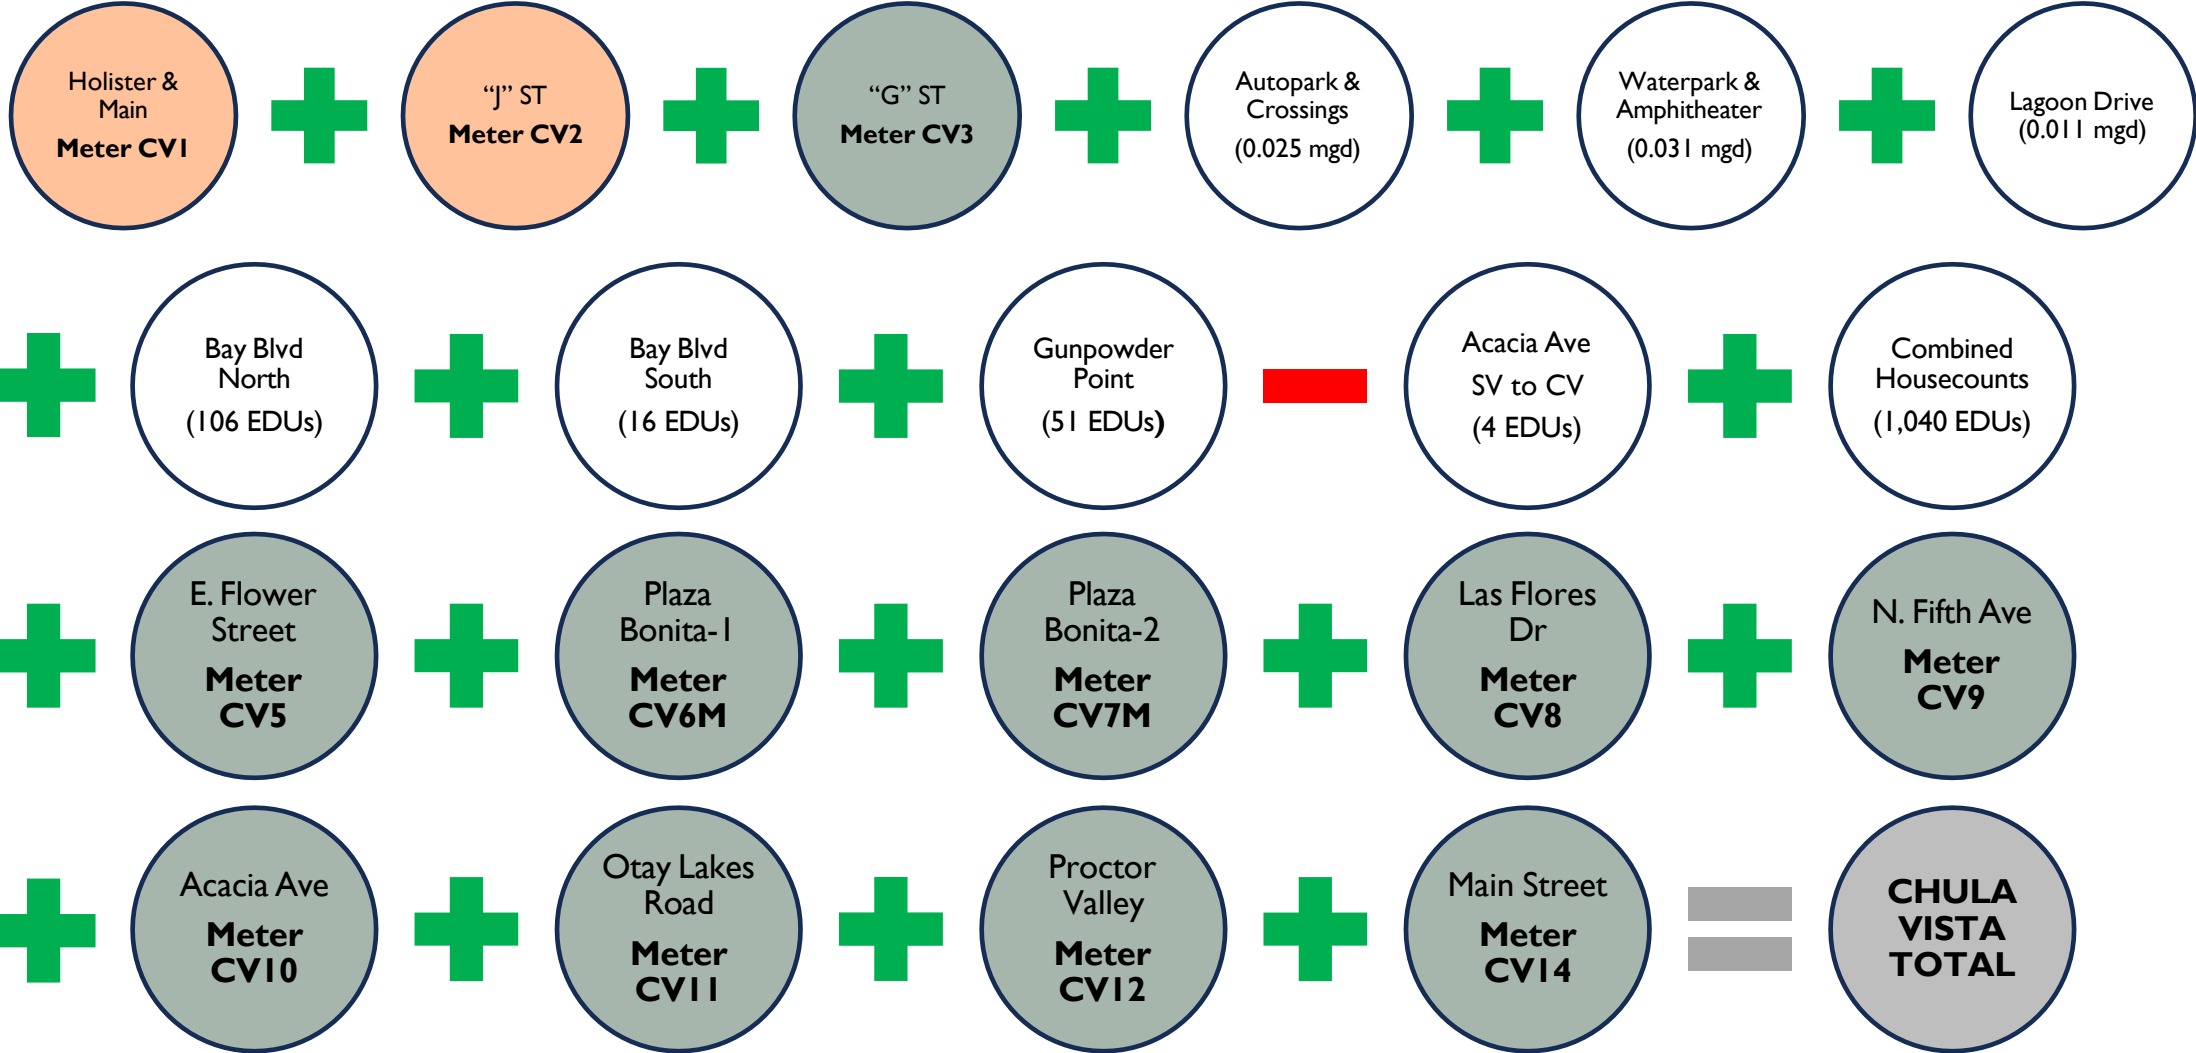 Holister &
Main
Meter CV1
“J” ST
Meter CV2
“G” ST
Meter CV3
Autopark &
Crossings
(0.025 mgd)
Waterpark &
Amphitheater
(0.031 mgd)
Lagoon Drive
(0.011 mgd)
Bay Blvd
North
(106 EDUs)
Bay Blvd
South
(16 EDUs)
Gunpowder
Point
(51 EDUs)
Acacia Ave
SV to CV
(4 EDUs)
Combined
Housecounts
(1,040 EDUs)
E. Flower
Street
Meter
CV5
Plaza
Bonita-1
Meter
CV6M
Plaza
Bonita-2
Meter
CV7M
Las Flores
Dr
Meter
CV8
N. Fifth Ave
Meter
CV9
Acacia Ave
Meter
CV10
Otay Lakes
Road
Meter
CV11
Proctor
Valley
Meter
CV12
Main Street
Meter
CV14
CHULA
VISTA
TOTAL